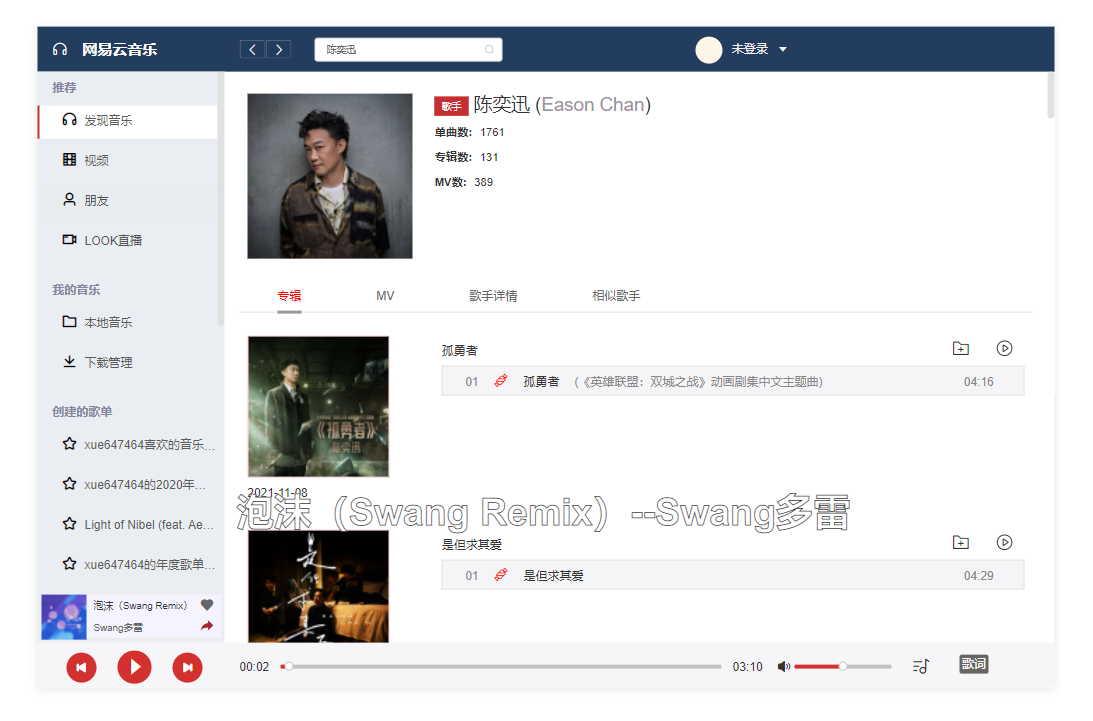 网易云音乐
陈奕迅
未登录
推荐
发现音乐
视频
朋友
LOOK直播
我的音乐
本地音乐
下载管理
创建的歌单
xue647464喜欢的音乐...
xue647464的2020年...
Light of Nibel (feat. Ae...
xue647464的年度歌单...
泡沫（Swang Remix）
Swang多雷
歌手 陈奕迅 (Eason Chan)
单曲数: 1761
专辑数: 131
MV数: 389
专辑 MV 歌手详情 相似歌手
《孤勇者》
陈奕迅
2021-11-08
孤勇者
01 孤勇者 (《英雄联盟：双城之战》动画剧集中文主题曲) 04:16
泡沫（Swang Remix）--Swang多雷
是但求其爱
01 是但求其爱 04:29
00:02 03:10 歌词